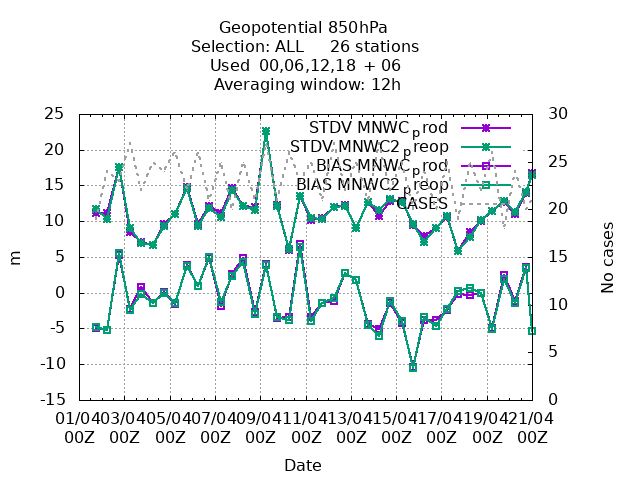 Geopotential 850hPa
Selection: ALL 26 stations
Used 00,06,12,18 + 06
Averaging window: 12h
STDV MNWC_prod
STDV MNWC2_preop
BIAS MNWC_prod
BIAS MNWC2_preop
CASES
25
20
15
10
5
0
-5
-10
-15
30
25
20
15
10
5
0
m
No cases
01/04 03/04 05/04 07/04 09/04 11/04 13/04 15/04 17/04 19/04 21/04
00Z 00Z 00Z 00Z 00Z 00Z 00Z 00Z 00Z 00Z 00Z
Date